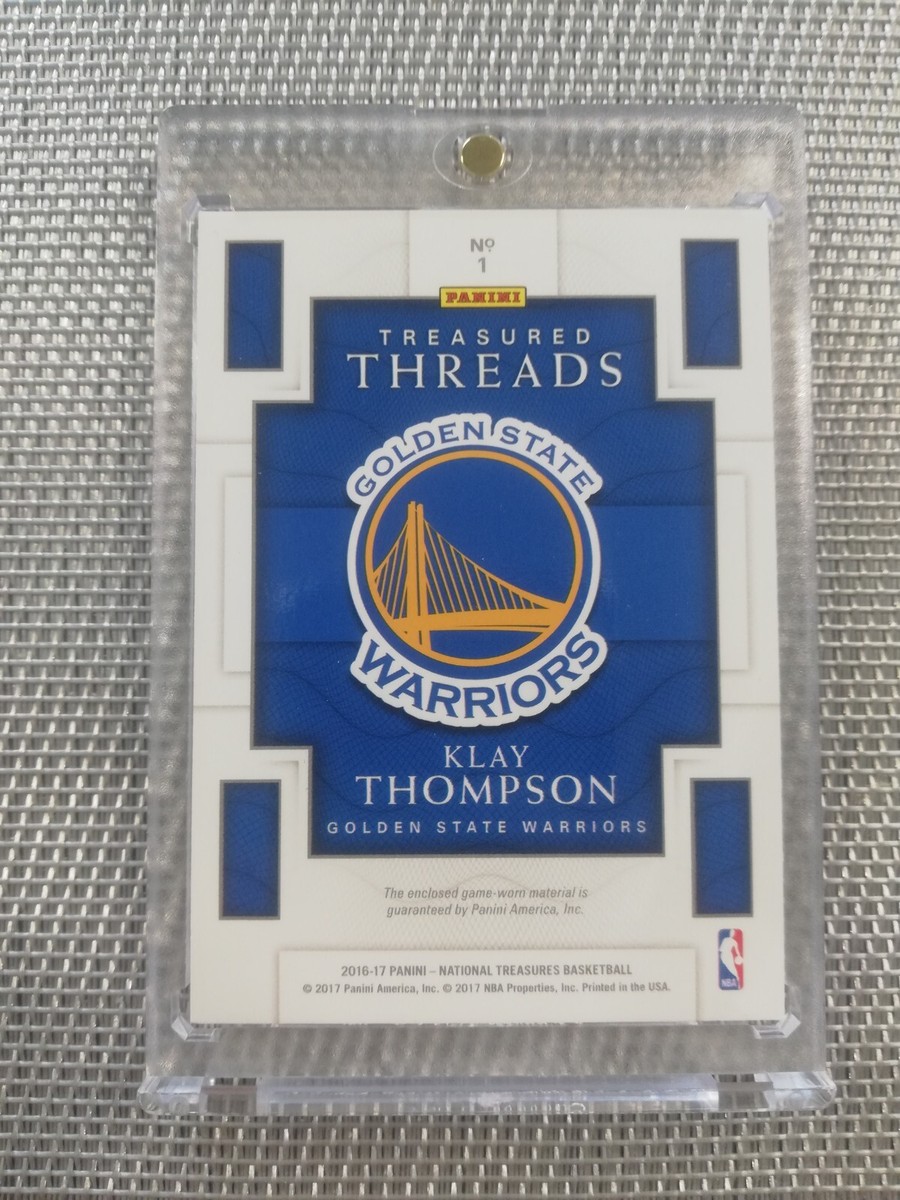 Nº
1
PANINI
TREASURED
THREADS
GOLDEN STATE
WARRIORS
KLAY
THOMPSON
GOLDEN STATE WARRIORS
The enclosed game-worn material is
guaranteed by Panini America, Inc.
2016-17 PANINI – NATIONAL TREASURES BASKETBALL
© 2017 Panini America, Inc. © 2017 NBA Properties, Inc. Printed in the USA.
NBA